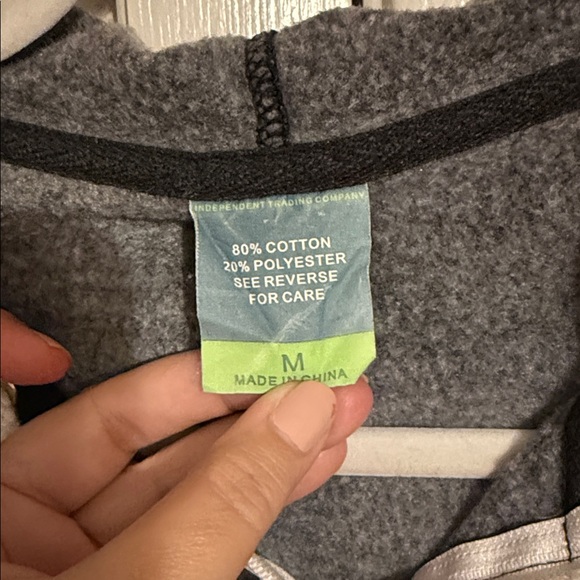 INDEPENDENT TRADING COMPANY
80% COTTON
20% POLYESTER
SEE REVERSE
FOR CARE
M
MADE IN CHINA